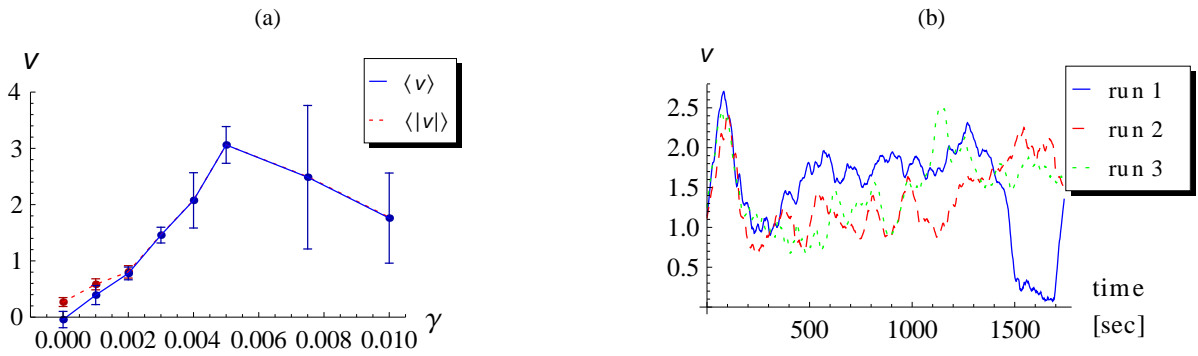 (a)
v
4
3
2
1
0
0.000 0.002 0.004 0.006 0.008 0.010
γ
⟨v⟩
⟨|v|⟩
(b)
v
2.5
2.0
1.5
1.0
0.5
500 1000 1500
time
[sec]
run 1
run 2
run 3